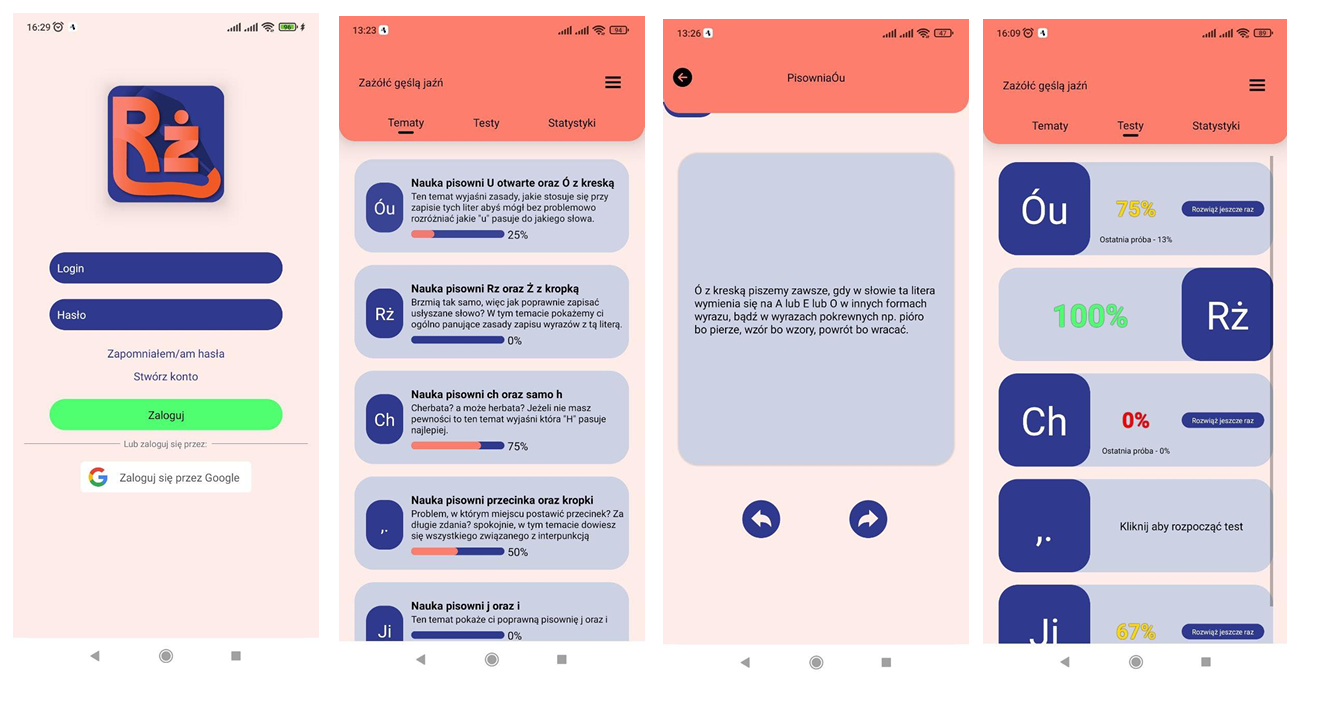 16:29
96
Rż
Login
Hasło
Zapomniałem/am hasła
Stwórz konto
Zaloguj
Lub zaloguj się przez:
Zaloguj się przez Google
13:23
94
Zażółć gęślą jaźń
Tematy Testy Statystyki
Óu
Nauka pisowni U otwarte oraz Ó z kreską
Ten temat wyjaśni zasady, jakie stosuje się przy
zapisie tych liter abyś mógł bez problemowo
rozróżniać jakie "u" pasuje do jakiego słowa.
25%
Rż
Nauka pisowni Rz oraz Ż z kropką
Brzmią tak samo, więc jak poprawnie zapisać
usłyszane słowo? W tym temacie pokażemy ci
ogólno panujące zasady zapisu wyrazów z tą literą.
0%
Ch
Nauka pisowni ch oraz samo h
Cherbata? a może herbata? Jeżeli nie masz
pewności to ten temat wyjaśni która "H" pasuje
najlepiej.
75%
,.
Nauka pisowni przecinka oraz kropki
Problem, w którym miejscu postawić przecinek? Za
długie zdania? spokojnie, w tym temacie dowiesz
się wszystkiego związanego z interpunkcją
50%
Ji
Nauka pisowni j oraz i
Ten temat pokaże ci poprawną pisownię j oraz i
0%
13:26
47
PisowniaÓu
Ó z kreską piszemy zawsze, gdy w słowie ta litera
wymienia się na A lub E lub O w innych formach
wyrazu, bądź w wyrazach pokrewnych np. pióro
bo pierze, wzór bo wzory, powrót bo wracać.
16:09
89
Zażółć gęślą jaźń
Tematy Testy Statystyki
Óu
75%
Rozwiąż jeszcze raz
Ostatnia próba - 13%
100%
Rż
Ch
0%
Rozwiąż jeszcze raz
Ostatnia próba - 0%
,.
Kliknij aby rozpocząć test
Ji
67%
Rozwiąż jeszcze raz